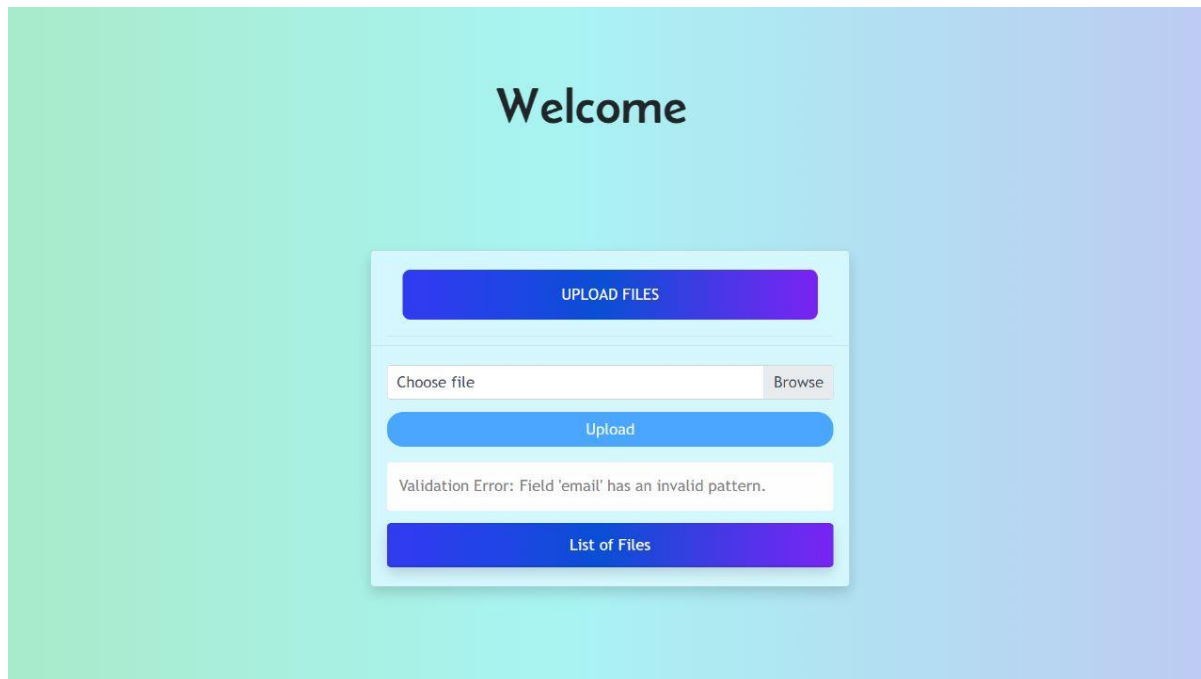 Welcome
UPLOAD FILES
Choose file Browse
Upload
Validation Error: Field 'email' has an invalid pattern.
List of Files